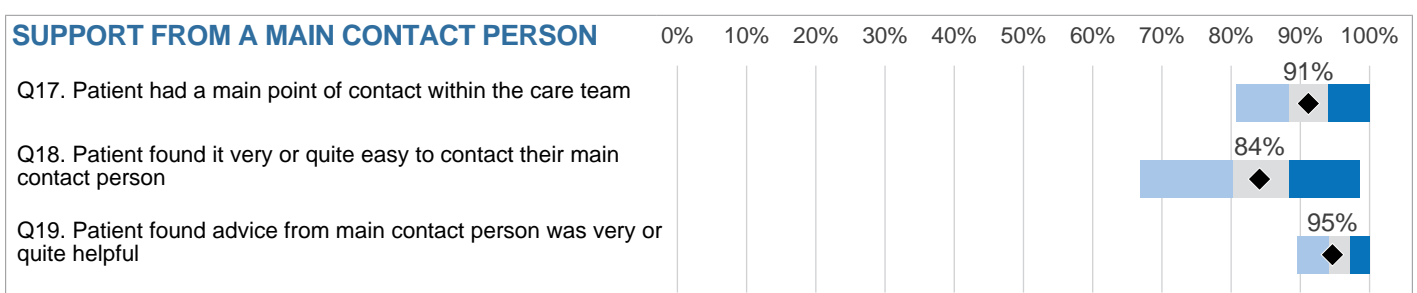 SUPPORT FROM A MAIN CONTACT PERSON
0% 10% 20% 30% 40% 50% 60% 70% 80% 90% 100%
Q17. Patient had a main point of contact within the care team
91%
Q18. Patient found it very or quite easy to contact their main
contact person
84%
Q19. Patient found advice from main contact person was very or
quite helpful
95%